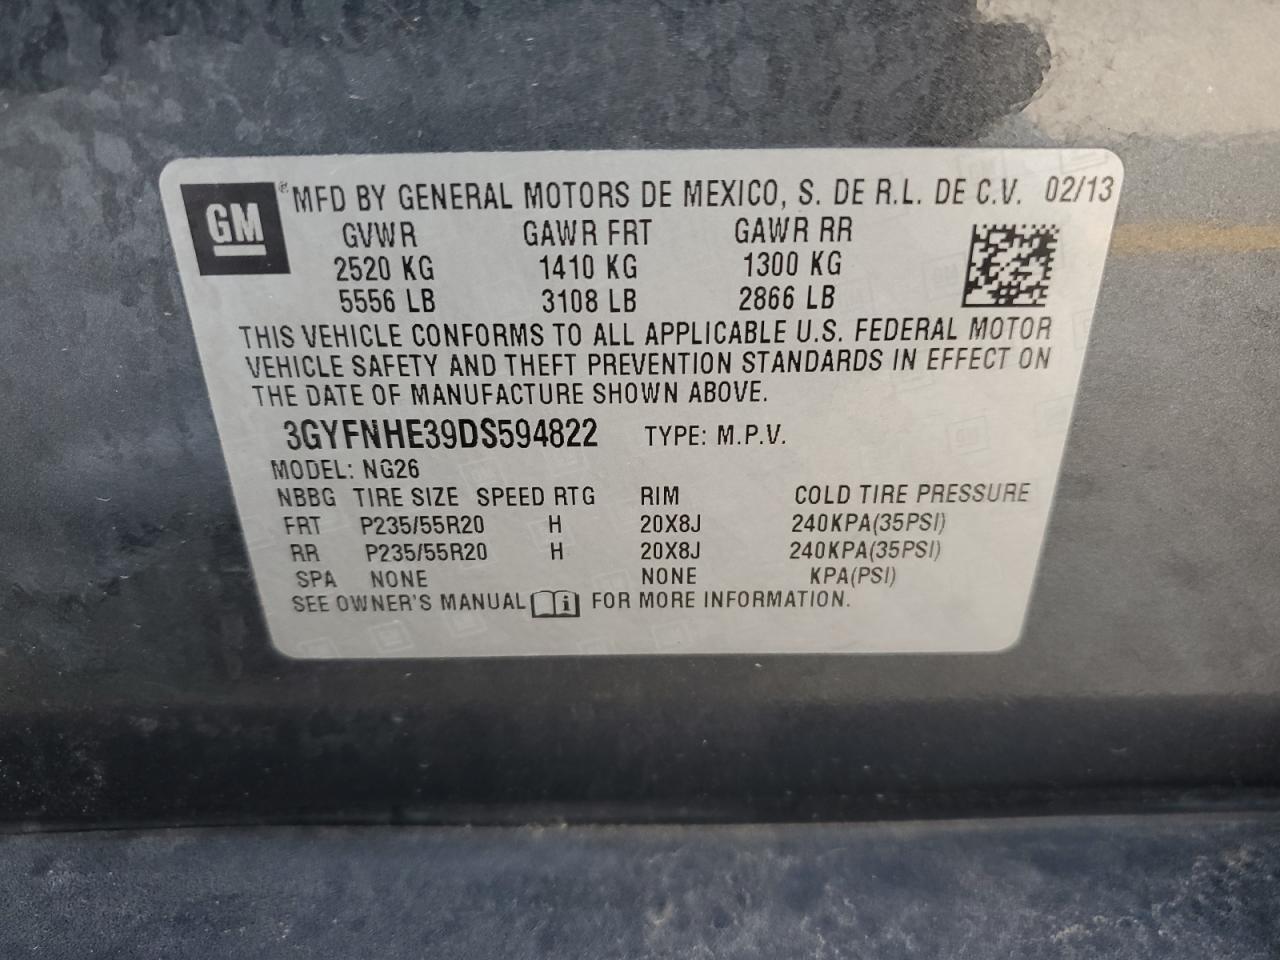 GM ® MFD BY GENERAL MOTORS DE MEXICO, S. DE R.L. DE C.V. 02/13
GVWR GAWR FRT GAWR RR
2520 KG 1410 KG 1300 KG
5556 LB 3108 LB 2866 LB
THIS VEHICLE CONFORMS TO ALL APPLICABLE U.S. FEDERAL MOTOR
VEHICLE SAFETY AND THEFT PREVENTION STANDARDS IN EFFECT ON
THE DATE OF MANUFACTURE SHOWN ABOVE.
3GYFNHE39DS594822 TYPE: M.P.V.
MODEL: NG26
NBBG TIRE SIZE SPEED RTG RIM COLD TIRE PRESSURE
FRT P235/55R20 H 20X8J 240KPA(35PSI)
RR P235/55R20 H 20X8J 240KPA(35PSI)
SPA NONE NONE KPA(PSI)
SEE OWNER'S MANUAL i FOR MORE INFORMATION.